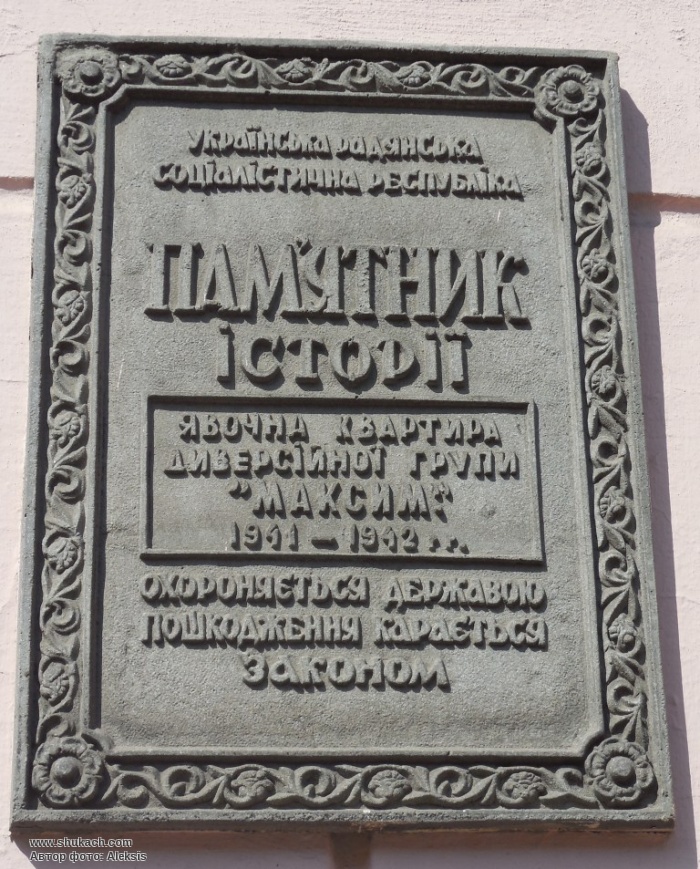 Українська Радянська
Соціалістична Республіка
ПАМ'ЯТНИК
ІСТОРІЇ
ЯВОЧНА КВАРТИРА
ДИВЕРСІЙНОЇ ГРУПИ
"МАКСИМ"
1941 – 1942 р.р.
ОХОРОНЯЄТЬСЯ ДЕРЖАВОЮ
ПОШКОДЖЕННЯ КАРАЄТЬСЯ
ЗАКОНОМ
www.shukach.com
Автор фото: Aleksis